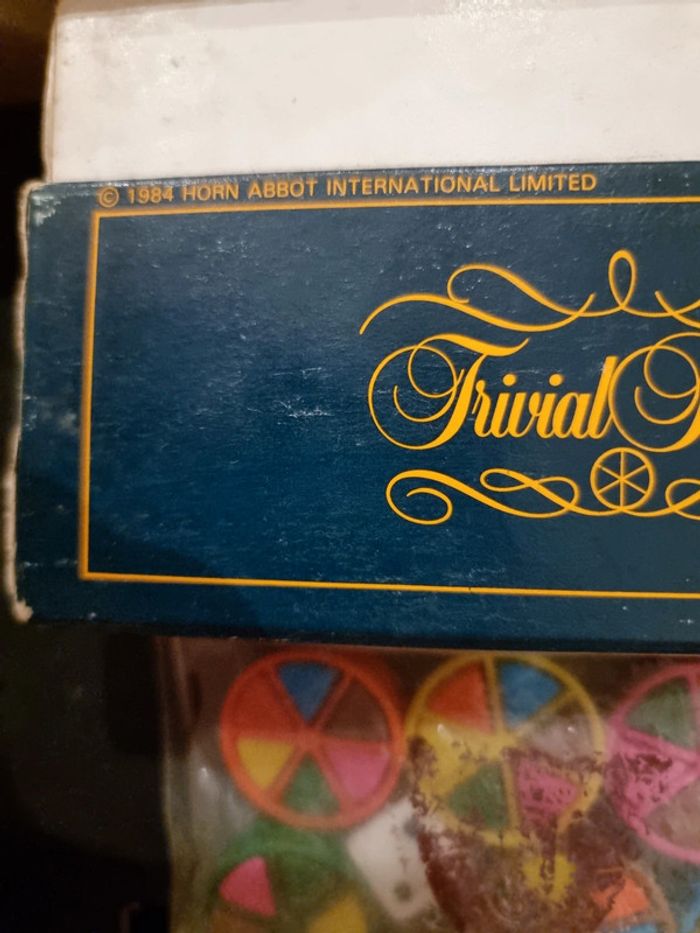 © 1984 HORN ABBOT INTERNATIONAL LIMITED
Trivial